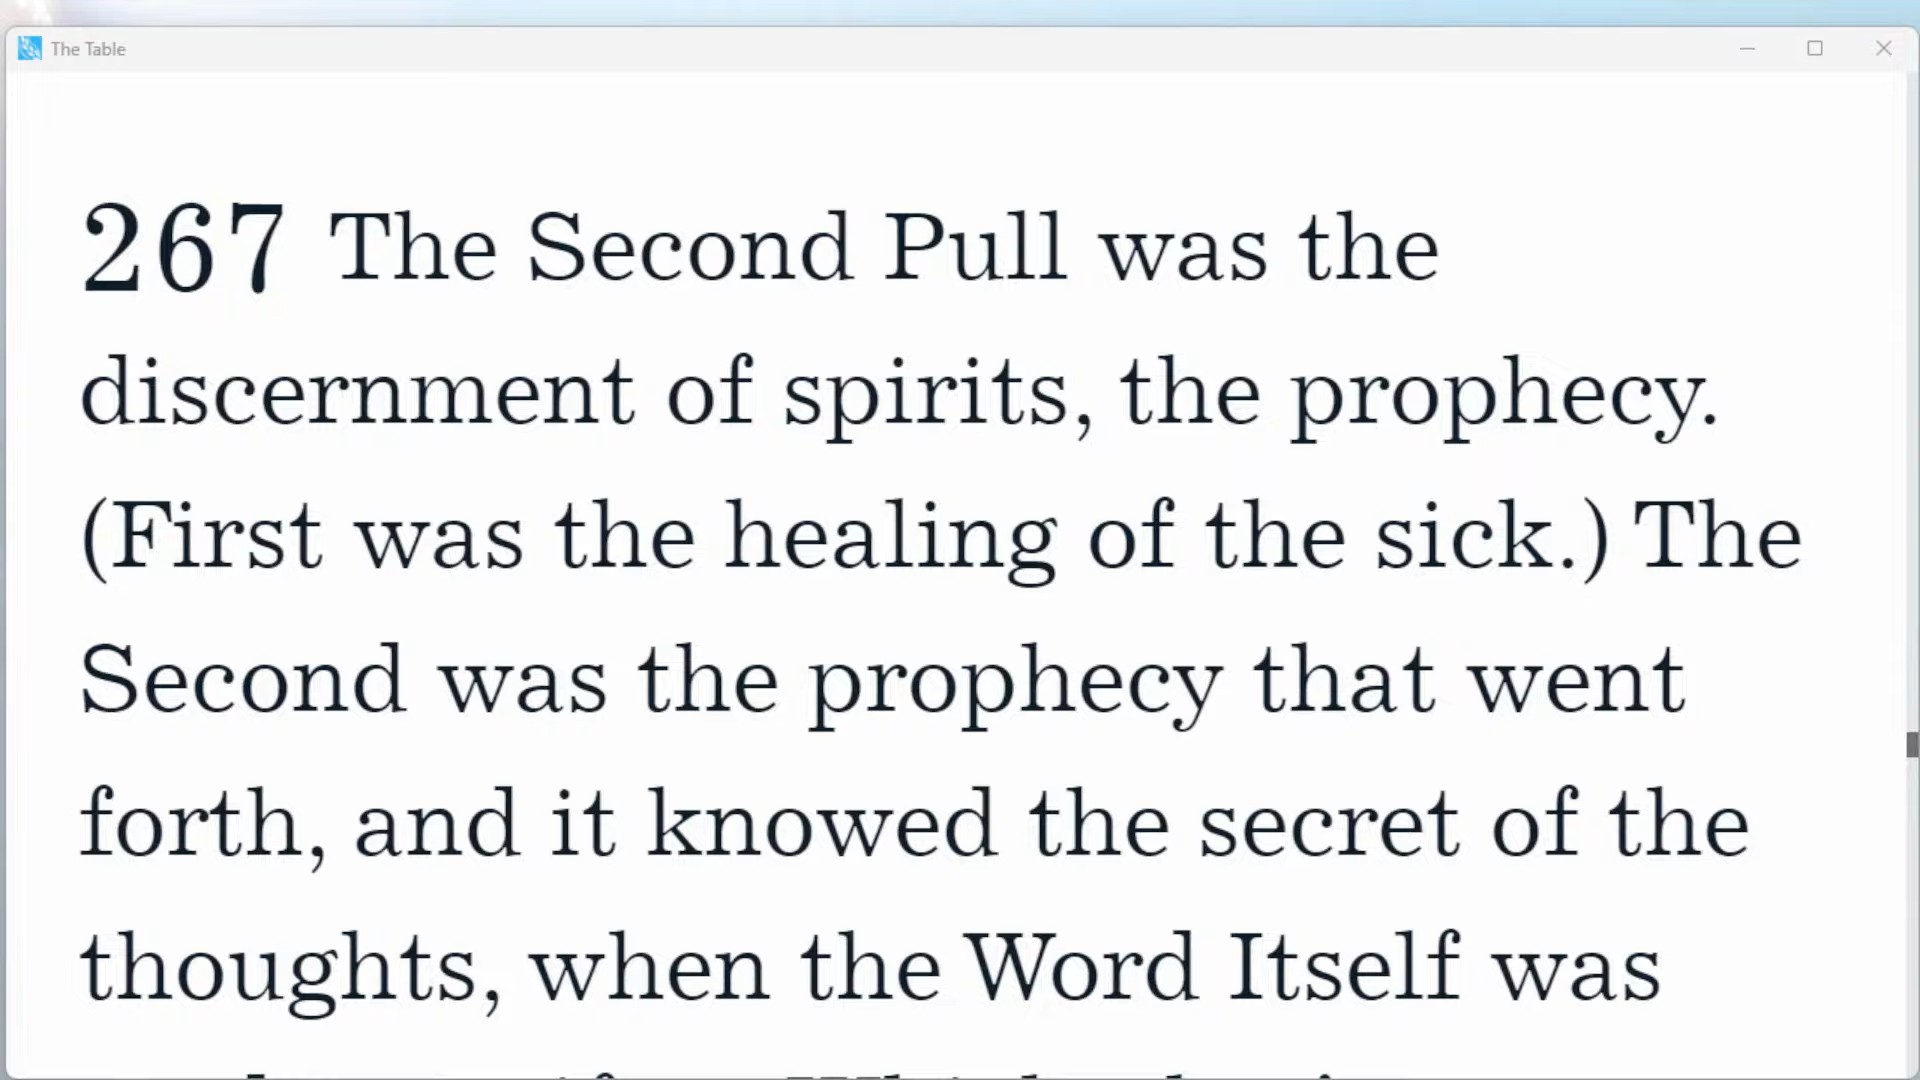 The Table
267 The Second Pull was the
discernment of spirits, the prophecy.
(First was the healing of the sick.) The
Second was the prophecy that went
forth, and it knowed the secret of the
thoughts, when the Word Itself was